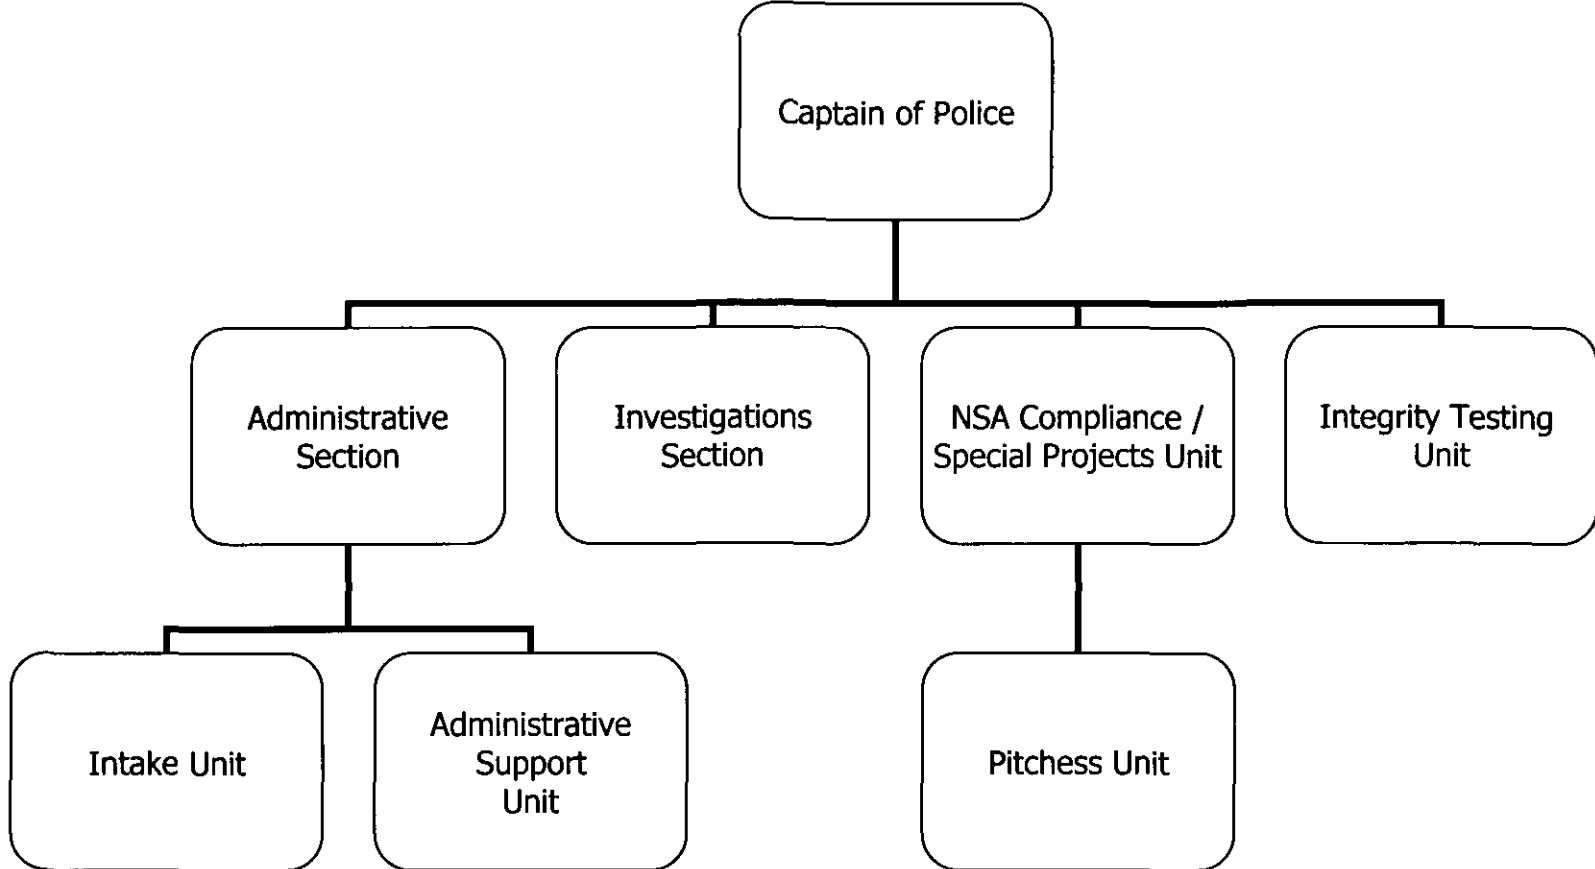 Captain of Police
Administrative
Section
Investigations
Section
NSA Compliance /
Special Projects Unit
Integrity Testing
Unit
Intake Unit
Administrative
Support
Unit
Pitchess Unit